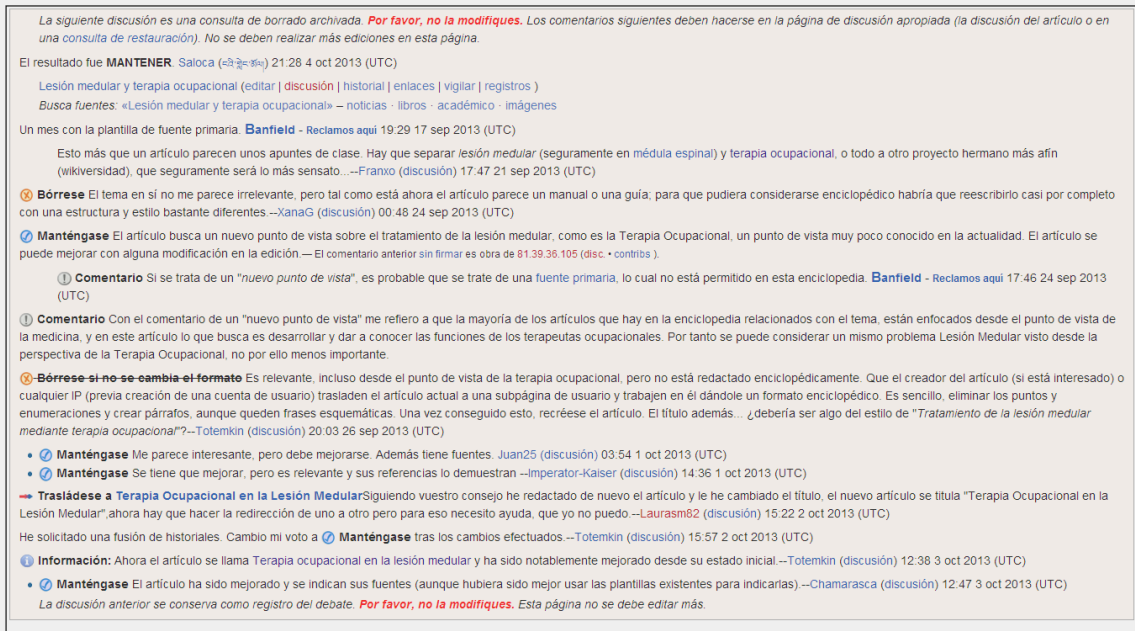 La siguiente discusión es una consulta de borrado archivada. Por favor, no la modifiques. Los comentarios siguientes deben hacerse en la página de discusión apropiada (la discusión del artículo o en
una consulta de restauración). No se deben realizar más ediciones en esta página.
El resultado fue MANTENER. Saloca () 21:28 4 oct 2013 (UTC)
Lesión medular y terapia ocupacional (editar | discusión | historial | enlaces | vigilar | registros )
Busca fuentes: «Lesión medular y terapia ocupacional» – noticias · libros · académico · imágenes
Un mes con la plantilla de fuente primaria. Banfield - Reclamos aquí 19:29 17 sep 2013 (UTC)
Esto más que un artículo parecen unos apuntes de clase. Hay que separar lesión medular (seguramente en médula espinal) y terapia ocupacional, o todo a otro proyecto hermano más afín
(wikiversidad), que seguramente será lo más sensato...--Franxo (discusión) 17:47 21 sep 2013 (UTC)
Bórrese El tema en sí no me parece irrelevante, pero tal como está ahora el artículo parece un manual o una guía; para que pudiera considerarse enciclopédico habría que reescribirlo casi por completo
con una estructura y estilo bastante diferentes.--XanaG (discusión) 00:48 24 sep 2013 (UTC)
Manténgase El artículo busca un nuevo punto de vista sobre el tratamiento de la lesión medular, como es la Terapia Ocupacional, un punto de vista muy poco conocido en la actualidad. El artículo se
puede mejorar con alguna modificación en la edición.— El comentario anterior sin firmar es obra de 81.39.36.105 (disc. • contribs ).
Comentario Si se trata de un "nuevo punto de vista", es probable que se trate de una fuente primaria, lo cual no está permitido en esta enciclopedia. Banfield - Reclamos aquí 17:46 24 sep 2013
(UTC)
Comentario Con el comentario de un "nuevo punto de vista" me refiero a que la mayoría de los artículos que hay en la enciclopedia relacionados con el tema, están enfocados desde el punto de vista de
la medicina, y en este artículo lo que busca es desarrollar y dar a conocer las funciones de los terapeutas ocupacionales. Por tanto se puede considerar un mismo problema Lesión Medular visto desde la
perspectiva de la Terapia Ocupacional, no por ello menos importante.
Bórrese si no se cambia el formato Es relevante, incluso desde el punto de vista de la terapia ocupacional, pero no está redactado enciclopédicamente. Que el creador del artículo (si está interesado) o
cualquier IP (previa creación de una cuenta de usuario) trasladen el artículo actual a una subpágina de usuario y trabajen en él dándole un formato enciclopédico. Es sencillo, eliminar los puntos y
enumeraciones y crear párrafos, aunque queden frases esquemáticas. Una vez conseguido esto, recréese el artículo. El título además... ¿debería ser algo del estilo de "Tratamiento de la lesión medular
mediante terapia ocupacional"?--Totemkin (discusión) 20:03 26 sep 2013 (UTC)
• Manténgase Me parece interesante, pero debe mejorarse. Además tiene fuentes. Juan25 (discusión) 03:54 1 oct 2013 (UTC)
• Manténgase Se tiene que mejorar, pero es relevante y sus referencias lo demuestran --Imperator-Kaiser (discusión) 14:36 1 oct 2013 (UTC)
Trasládese a Terapia Ocupacional en la Lesión MedularSiguiendo vuestro consejo he redactado de nuevo el artículo y le he cambiado el título, el nuevo artículo se titula "Terapia Ocupacional en la
Lesión Medular",ahora hay que hacer la redirección de uno a otro pero para eso necesito ayuda, que yo no puedo.--Laurasm82 (discusión) 15:22 2 oct 2013 (UTC)
He solicitado una fusión de historiales. Cambio mi voto a Manténgase tras los cambios efectuados.--Totemkin (discusión) 15:57 2 oct 2013 (UTC)
Información: Ahora el artículo se llama Terapia ocupacional en la lesión medular y ha sido notablemente mejorado desde su estado inicial.--Totemkin (discusión) 12:38 3 oct 2013 (UTC)
• Manténgase El artículo ha sido mejorado y se indican sus fuentes (aunque hubiera sido mejor usar las plantillas existentes para indicarlas).--Chamarasca (discusión) 12:47 3 oct 2013 (UTC)
La discusión anterior se conserva como registro del debate. Por favor, no la modifiques. Esta página no se debe editar más.